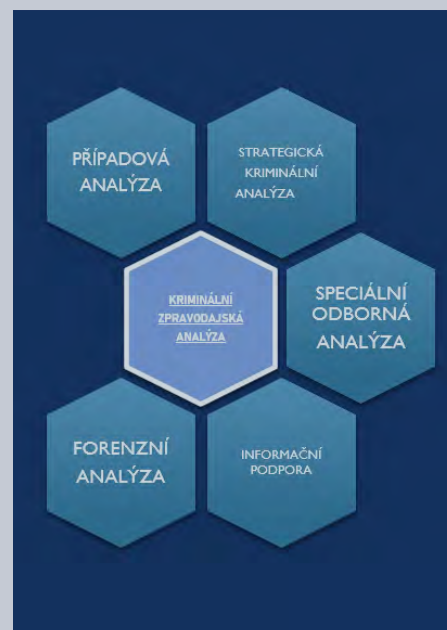 PŘÍPADOVÁ
ANALÝZA
STRATEGICKÁ
KRIMINÁLNÍ
ANALÝZA
KRIMINÁLNÍ
ZPRAVODAJSKÁ
ANALÝZA
SPECIÁLNÍ
ODBORNÁ
ANALÝZA
FORENZNÍ
ANALÝZA
INFORMAČNÍ
PODPORA